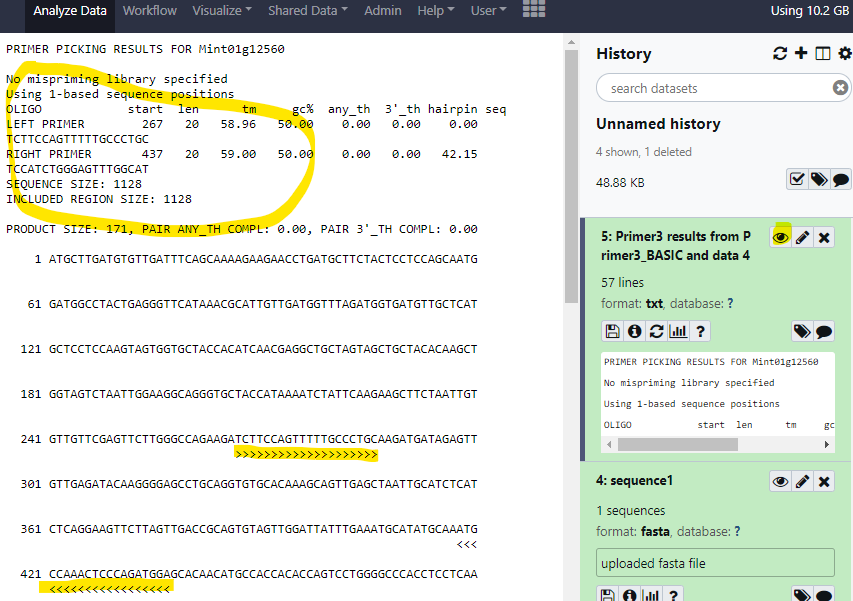 Analyze Data Workflow Visualize Shared Data Admin Help User Using 10.2 GB
PRIMER PICKING RESULTS FOR Mint01g12560
No mispriming library specified
Using 1-based sequence positions
OLIGO start len tm gc% any_th 3'_th hairpin seq
LEFT PRIMER 267 20 58.96 50.00 0.00 0.00 0.00
TCTTCCAGTTTTTGCCCTGC
RIGHT PRIMER 437 20 59.00 50.00 0.00 0.00 42.15
TCCATCTGGGAGTTTGGCAT
SEQUENCE SIZE: 1128
INCLUDED REGION SIZE: 1128
PRODUCT SIZE: 171, PAIR ANY_TH COMPL: 0.00, PAIR 3'_TH COMPL: 0.00
1 ATGCTTGATGTGTTGATTTCAGCAAAAGAAGAACCTGATGCTTCTACTCCTCCAGCAATG
61 GATGGCCTACTGAGGGTTCATAAACGCATTGTTGATGGTTTAGATGGTGATGTTGCTCAT
121 GCTCCTCCAAGTAGTGGTGCTACCACATCAACGAGGCTGCTAGTAGCTGCTACACAAGCT
181 GGTAGTCTAATTGGAAGGCAGGGTGCTACCATAAAATCTATTCAAGAAGCTTCTAATTGT
241 GTTGTTCGAGTTCTTGGGCCAGAAGATCTTCCAGTTTTTGCCCTGCAAGATGATAGAGTT
>>>>>>>>>>>>>>>>>>>>
301 GTTGAGATACAAGGGGAGCCTGCAGGTGTGCACAAAGCAGTTGAGCTAATTGCATCTCAT
361 CTCAGGAAGTTCTTAGTTGACCGCAGTGTAGTTGGATTATTTGAAATGCATATGCAAATG
<<<
421 CCAAACTCCCAGATGGAGCACAACATGCCACCACACCAGTCCTGGGGCCCACCTCCTCAA
<<<<<<<<<<<<<<<<<
History
search datasets
Unnamed history
4 shown, 1 deleted
48.88 KB
5: Primer3 results from P
rimer3_BASIC and data 4
57 lines
format: txt, database: ?
PRIMER PICKING RESULTS FOR Mint01g12560
No mispriming library specified
Using 1-based sequence positions
OLIGO start len tm gc
4: sequence1
1 sequences
format: fasta, database: ?
uploaded fasta file